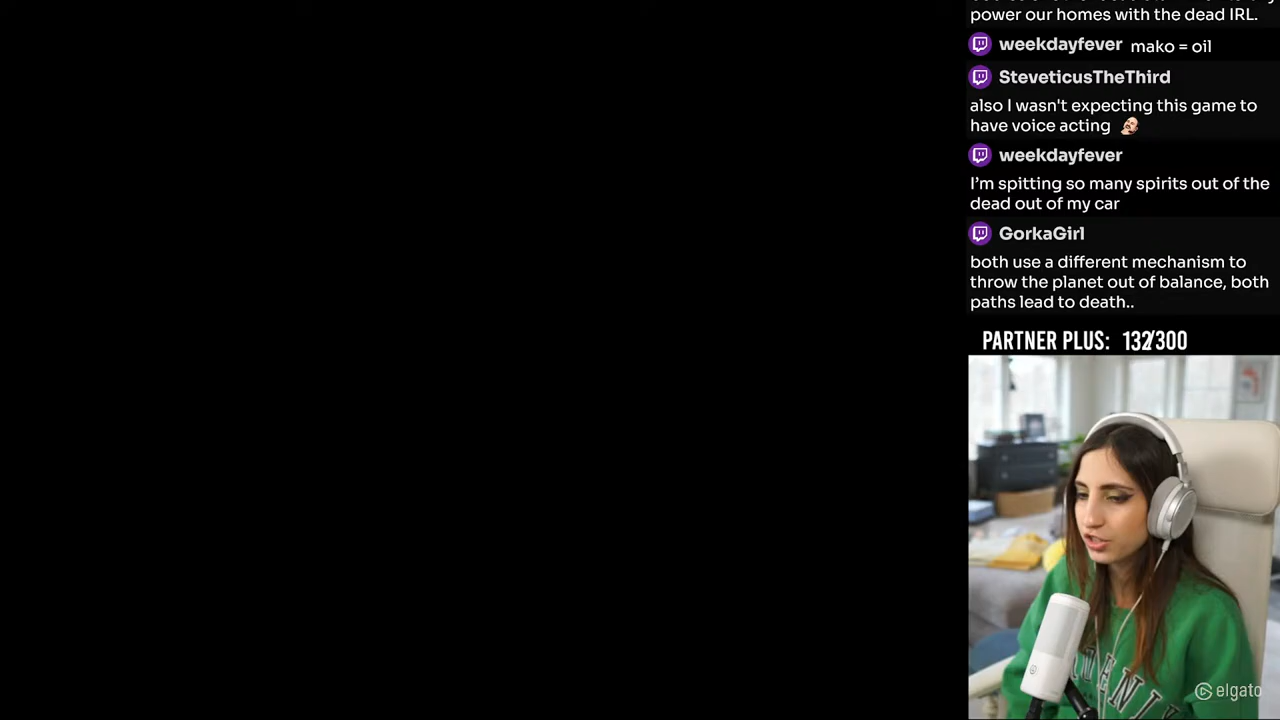 power our homes with the dead IRL.
weekdayfever mako = oil
SteveticusTheThird
also I wasn't expecting this game to
have voice acting
weekdayfever
I'm spitting so many spirits out of the
dead out of my car
GorkaGirl
both use a different mechanism to
throw the planet out of balance, both
paths lead to death..
PARTNER PLUS: 132/300
elgato